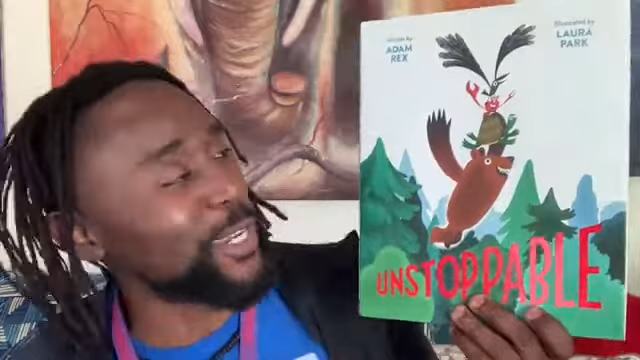 Written by
ADAM
REX
Illustrated by
LAURA
PARK
UNSTOPPABLE